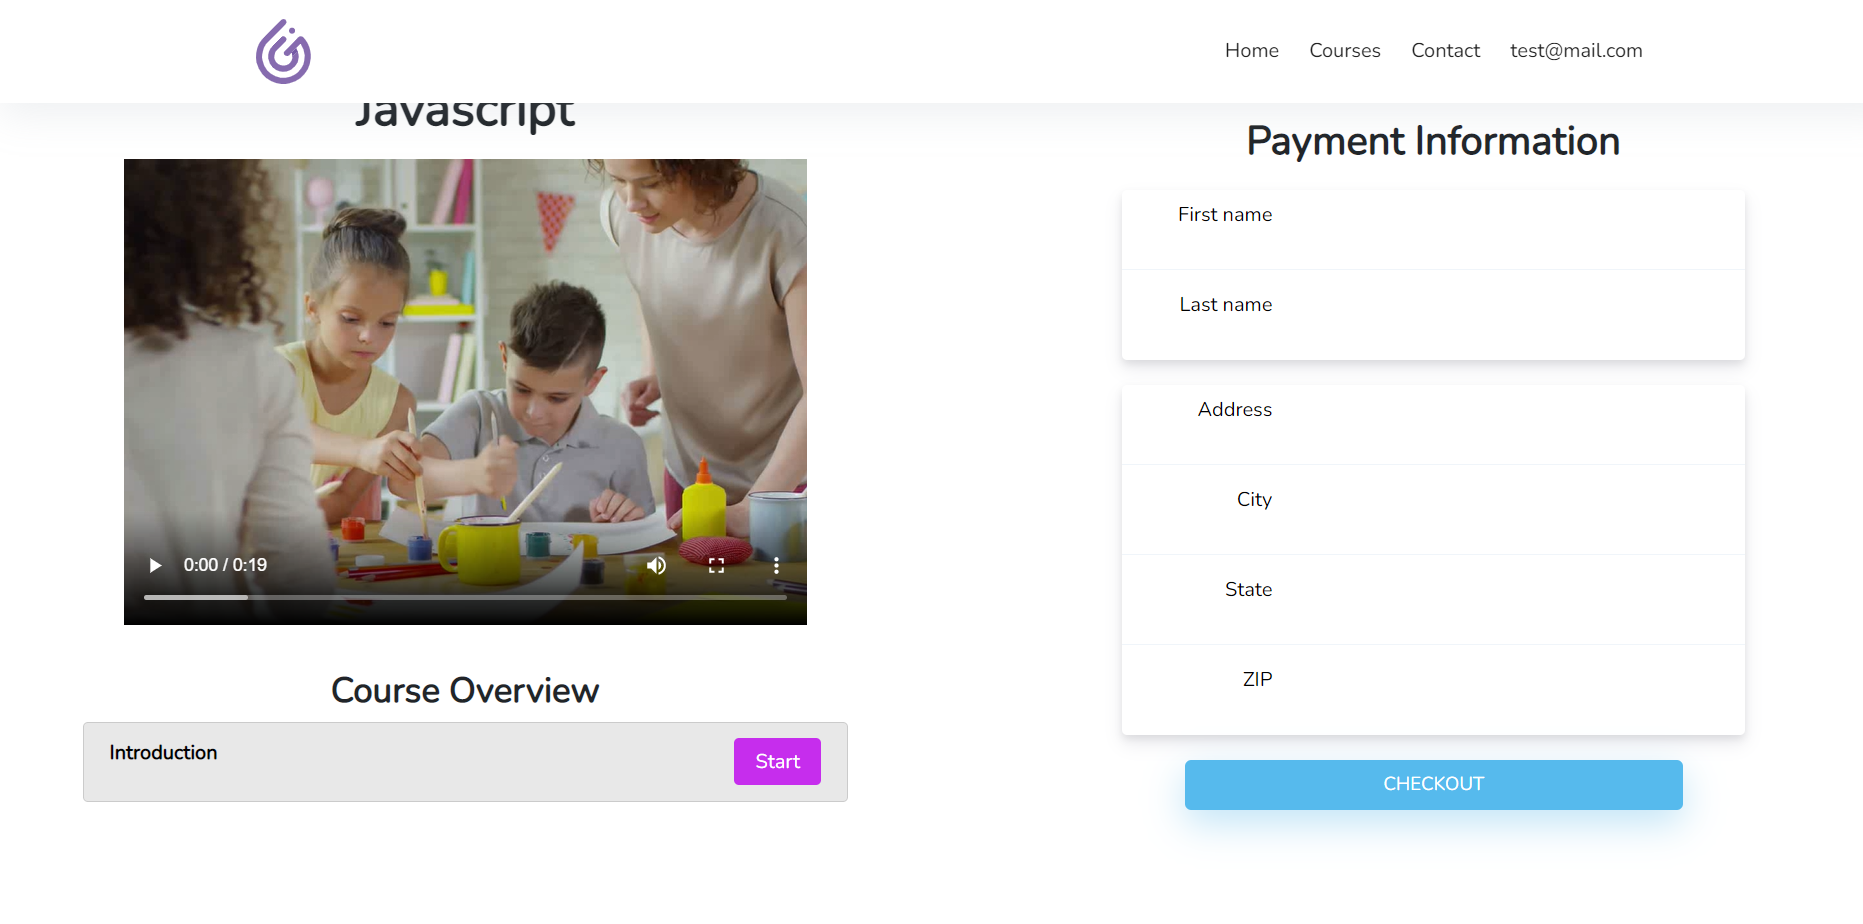 Home Courses Contact test@mail.com
Javascript
0:00 / 0:19
Course Overview
Introduction
Start
Payment Information
First name
Last name
Address
City
State
ZIP
CHECKOUT